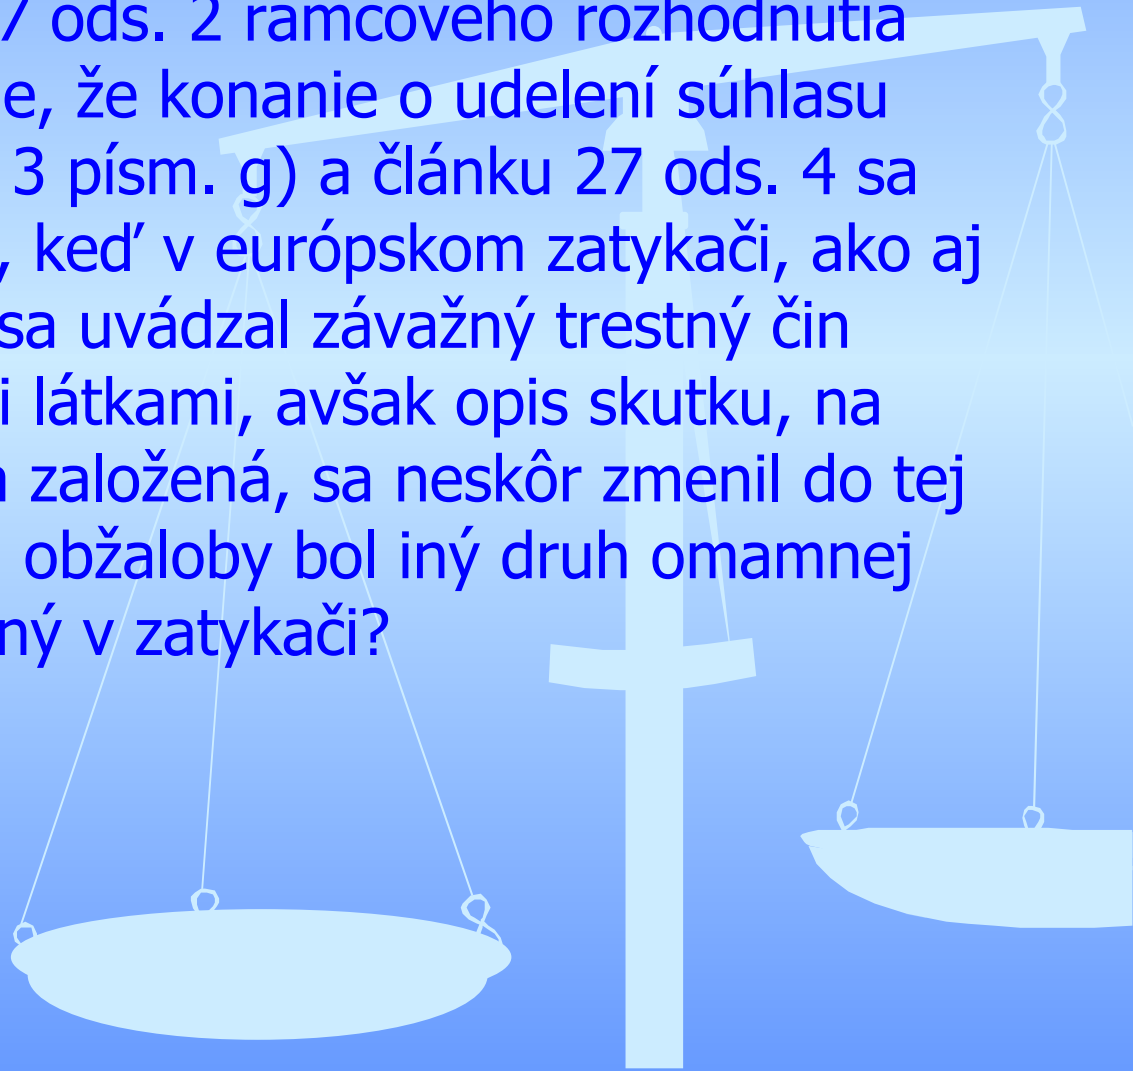 7 ods. 2 rámcového rozhodnutia
e, že konanie o udelení súhlasu
3 písm. g) a článku 27 ods. 4 sa
, keď v európskom zatykači, ako aj
sa uvádzal závažný trestný čin
i látkami, avšak opis skutku, na
založená, sa neskôr zmenil do tej
obžaloby bol iný druh omamnej
ný v zatykači?